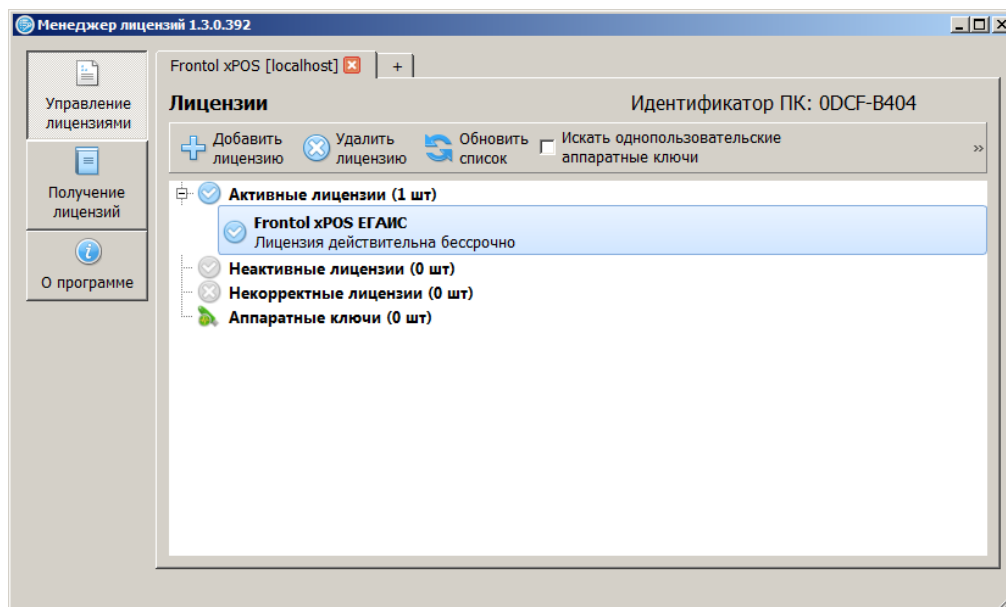 Менеджер лицензий 1.3.0.392
Управление
лицензиями
Получение
лицензий
О программе
Frontol xPOS [localhost]
+
Лицензии
Идентификатор ПК: 0DCF-B404
Добавить
лицензию
Удалить
лицензию
Обновить
список
Искать однопользовательские
аппаратные ключи
»
Активные лицензии (1 шт)
Frontol xPOS ЕГАИС
Лицензия действительна бессрочно
Неактивные лицензии (0 шт)
Некорректные лицензии (0 шт)
Аппаратные ключи (0 шт)